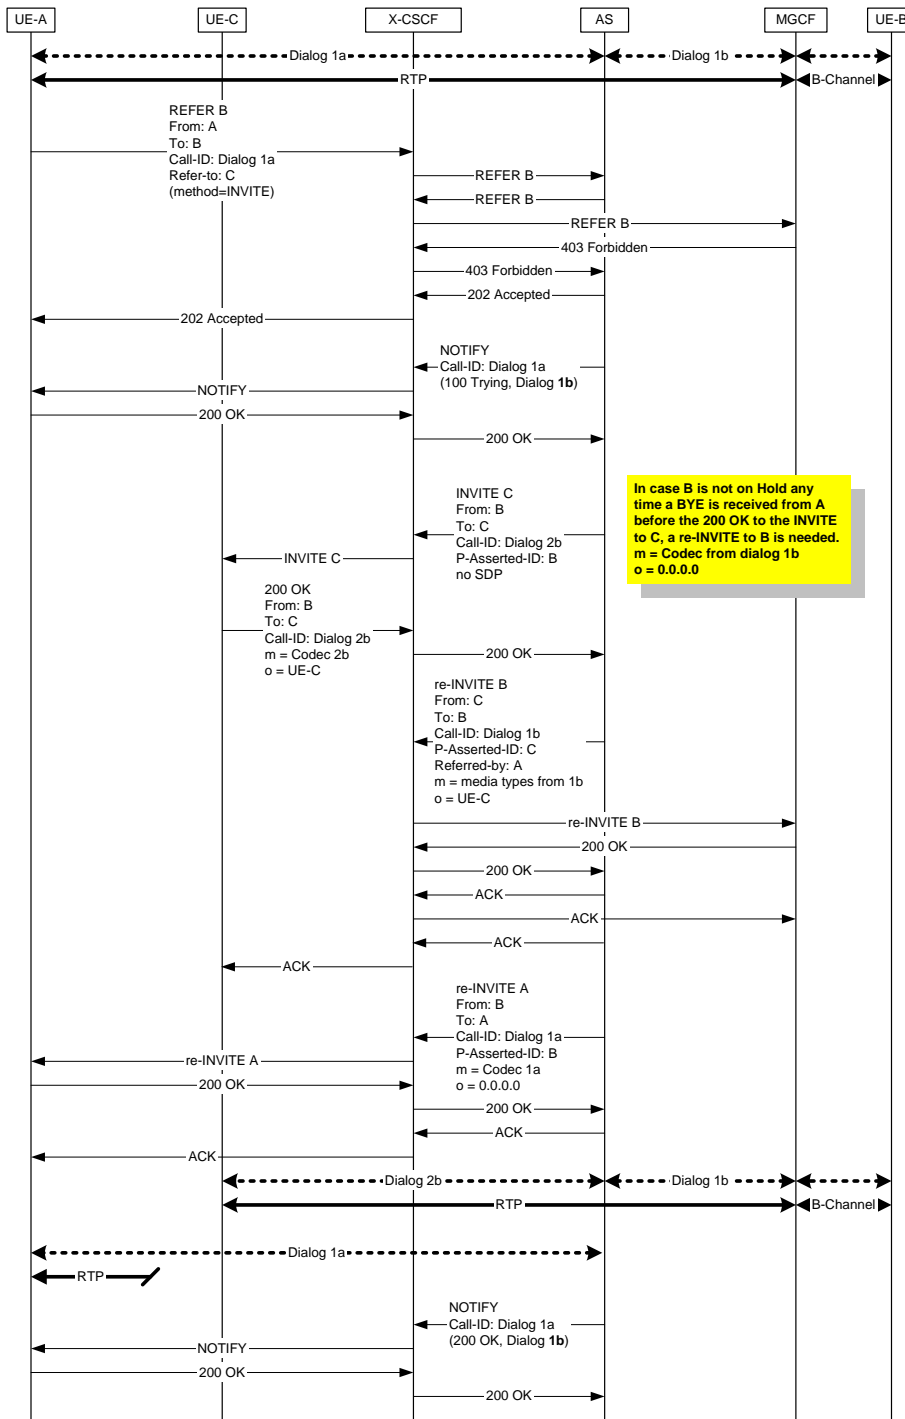 UE-A
UE-C
X-CSCF
AS
MGCF
UE-B
Dialog 1a
Dialog 1b
RTP
B-Channel
REFER B
From: A
To: B
Call-ID: Dialog 1a
Refer-to: C
(method=INVITE)
REFER B
REFER B
REFER B
403 Forbidden
403 Forbidden
202 Accepted
202 Accepted
NOTIFY
Call-ID: Dialog 1a
(100 Trying, Dialog 1b)
NOTIFY
200 OK
200 OK
In case B is not on Hold any
time a BYE is received from A
before the 200 OK to the INVITE
to C, a re-INVITE to B is needed.
m = Codec from dialog 1b
o = 0.0.0.0
INVITE C
From: B
To: C
Call-ID: Dialog 2b
P-Asserted-ID: B
no SDP
INVITE C
200 OK
From: B
To: C
Call-ID: Dialog 2b
m = Codec 2b
o = UE-C
200 OK
re-INVITE B
From: C
To: B
Call-ID: Dialog 1b
P-Asserted-ID: C
Referred-by: A
m = media types from 1b
o = UE-C
re-INVITE B
200 OK
200 OK
ACK
ACK
ACK
ACK
re-INVITE A
From: B
To: A
Call-ID: Dialog 1a
P-Asserted-ID: B
m = Codec 1a
o = 0.0.0.0
re-INVITE A
200 OK
200 OK
ACK
ACK
Dialog 2b
Dialog 1b
RTP
B-Channel
Dialog 1a
RTP
NOTIFY
Call-ID: Dialog 1a
(200 OK, Dialog 1b)
NOTIFY
200 OK
200 OK